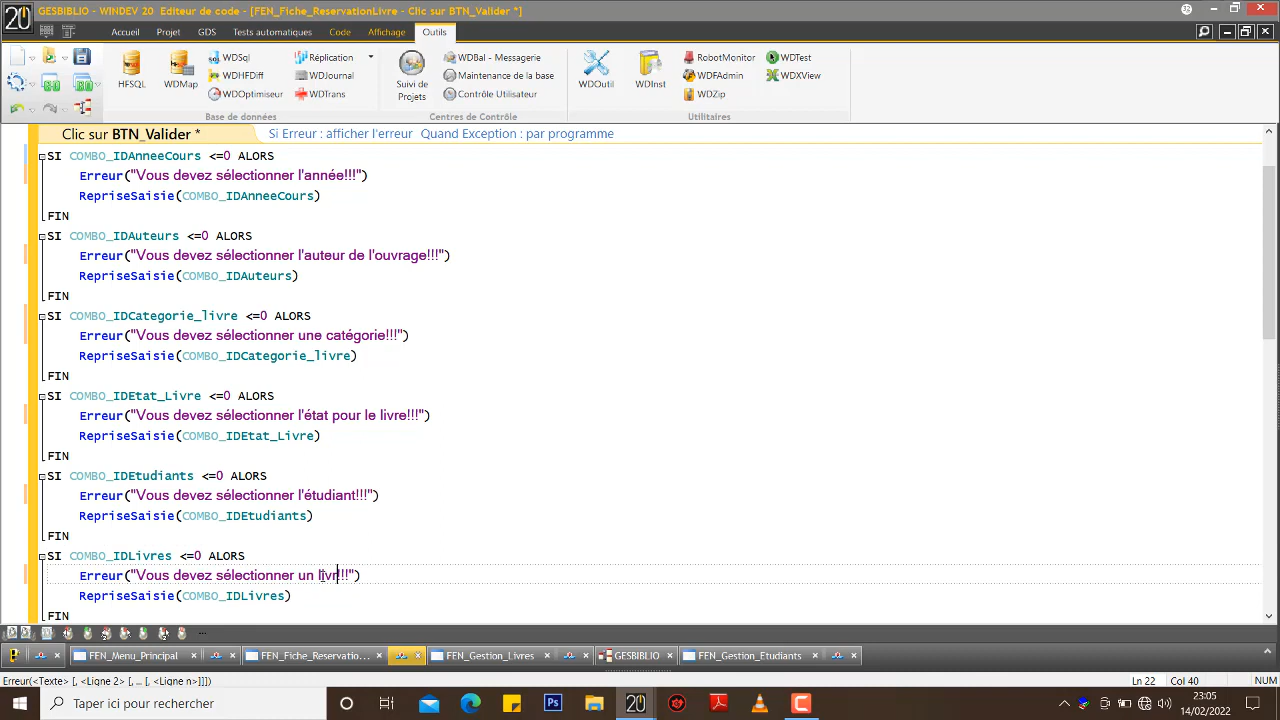 GESBIBLIO - WINDEV 20 Editeur de code - [FEN_Fiche_ReservationLivre - Clic sur BTN_Valider *]
20
32
Accueil Projet GDS Tests automatiques Code Affichage Outils
HFSQL
WDMap
WDSql
WDHFDiff
WDOptimiseur
Réplication
WDJournal
WDTrans
Base de données
Suivi de Projets
WDBal - Messagerie
Maintenance de la base
Contrôle Utilisateur
Centres de Contrôle
WDOutil
WDInst
RobotMonitor
WDFAdmin
WDZip
WDTest
WDXView
Utilitaires
Clic sur BTN_Valider * Si Erreur : afficher l'erreur Quand Exception : par programme
SI COMBO_IDAnneeCours <=0 ALORS
Erreur("Vous devez sélectionner l'année!!!")
RepriseSaisie(COMBO_IDAnneeCours)
FIN
SI COMBO_IDAuteurs <=0 ALORS
Erreur("Vous devez sélectionner l'auteur de l'ouvrage!!!")
RepriseSaisie(COMBO_IDAuteurs)
FIN
SI COMBO_IDCategorie_livre <=0 ALORS
Erreur("Vous devez sélectionner une catégorie!!!")
RepriseSaisie(COMBO_IDCategorie_livre)
FIN
SI COMBO_IDEtat_Livre <=0 ALORS
Erreur("Vous devez sélectionner l'état pour le livre!!!")
RepriseSaisie(COMBO_IDEtat_Livre)
FIN
SI COMBO_IDEtudiants <=0 ALORS
Erreur("Vous devez sélectionner l'étudiant!!!")
RepriseSaisie(COMBO_IDEtudiants)
FIN
SI COMBO_IDLivres <=0 ALORS
Erreur("Vous devez sélectionner un livr!!!")
RepriseSaisie(COMBO_IDLivres)
FIN
FEN_Menu_Principal FEN_Fiche_Reservatio... FEN_Gestion_Livres GESBIBLIO FEN_Gestion_Etudiants
Erreur(<Texte> [, <Ligne 2> [, ... [, <Ligne n>]]]) Ln 22 Col 40 NUM
Taper ici pour rechercher
Ps
20
23:05
14/02/2022